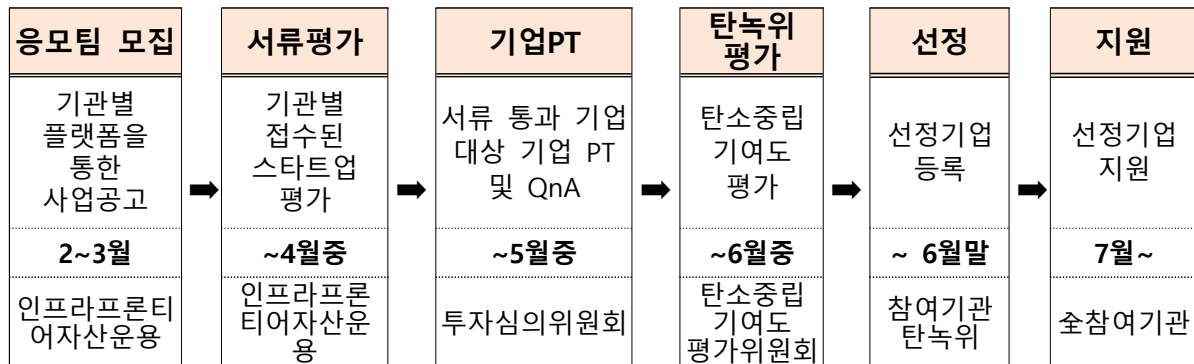 응모팀 모집
기관별
플랫폼을
통한
사업공고
2~3월
인프라프론티
어자산운용
서류평가
기관별
접수된
스타트업
평가
~4월중
인프라프론
티어자산운
용
기업PT
서류 통과 기업
대상 기업 PT
및 QnA
~5월중
투자심의위원회
탄녹위
평가
탄소중립
기여도
평가
~6월중
탄소중립
기여도
평가위원회
선정
선정기업
등록
~ 6월말
참여기관
탄녹위
지원
선정기업
지원
7월~
全참여기관